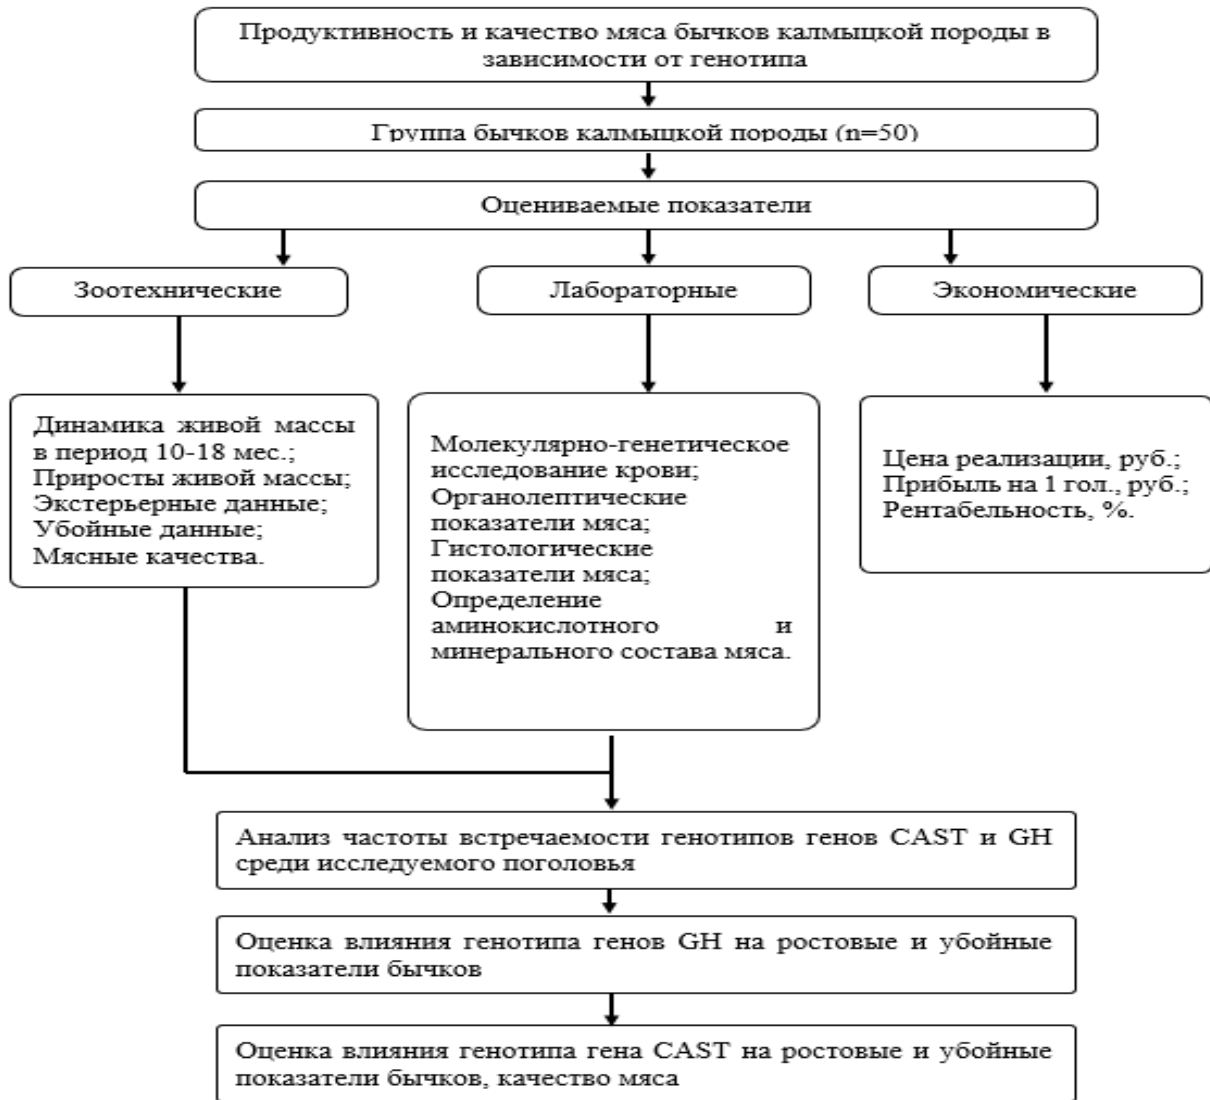 Продуктивность и качество мяса бычков калмыцкой породы в
зависимости от генотипа
Группа бычков калмыцкой породы (n=50)
Оцениваемые показатели
Зоотехнические
Лабораторные
Экономические
Динамика живой массы
в период 10-18 мес.;
Приросты живой массы;
Экстерьерные данные;
Убойные данные;
Мясные качества.
Молекулярно-генетическое
исследование крови;
Органолептические
показатели мяса;
Гистологические
показатели мяса;
Определение
аминокислотного и
минерального состава мяса.
Цена реализации, руб.;
Прибыль на 1 гол., руб.;
Рентабельность, %.
Анализ частоты встречаемости генотипов генов CAST и GH
среди исследуемого поголовья
Оценка влияния генотипа генов GH на ростовые и убойные
показатели бычков
Оценка влияния генотипа гена CAST на ростовые и убойные
показатели бычков, качество мяса